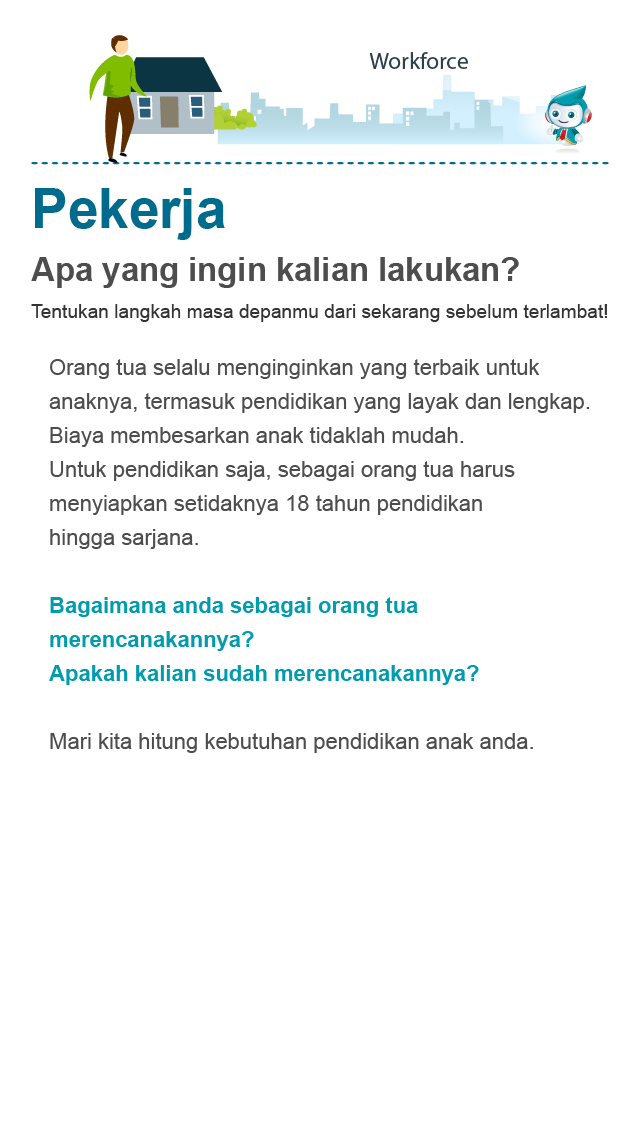 Workforce
Pekerja
Apa yang ingin kalian lakukan?
Tentukan langkah masa depanmu dari sekarang sebelum terlambat!
Orang tua selalu menginginkan yang terbaik untuk
anaknya, termasuk pendidikan yang layak dan lengkap.
Biaya membesarkan anak tidaklah mudah.
Untuk pendidikan saja, sebagai orang tua harus
menyiapkan setidaknya 18 tahun pendidikan
hingga sarjana.
Bagaimana anda sebagai orang tua
merencanakannya?
Apakah kalian sudah merencanakannya?
Mari kita hitung kebutuhan pendidikan anak anda.